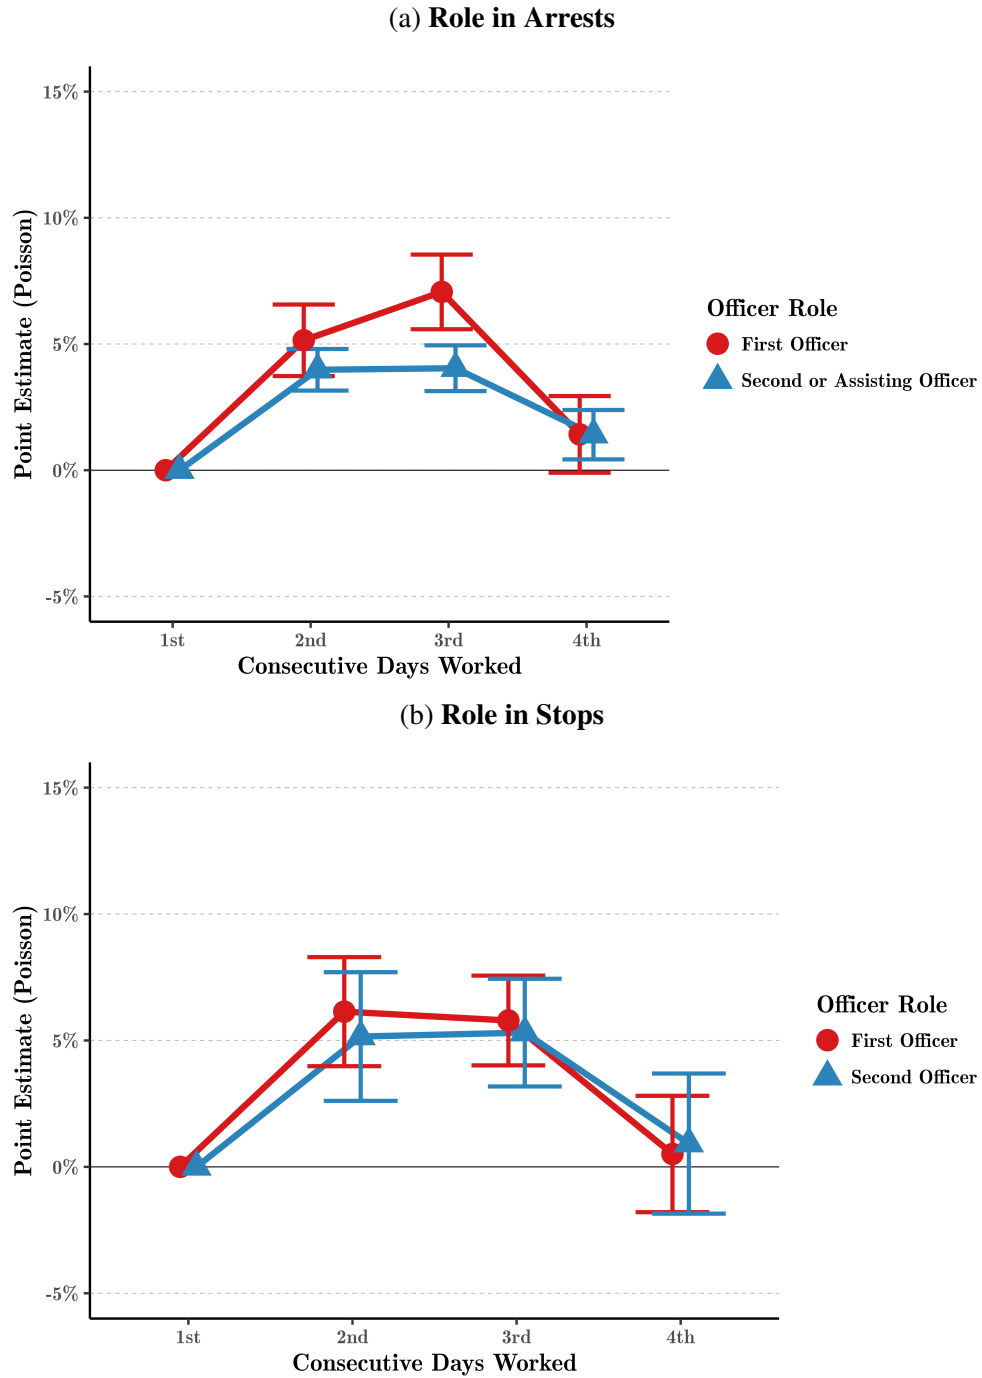 (a) Role in Arrests
15%
10%
5%
0%
-5%
Point Estimate (Poisson)
1st 2nd 3rd 4th
Consecutive Days Worked
Officer Role
First Officer
Second or Assisting Officer
(b) Role in Stops
15%
10%
5%
0%
-5%
Point Estimate (Poisson)
1st 2nd 3rd 4th
Consecutive Days Worked
Officer Role
First Officer
Second Officer